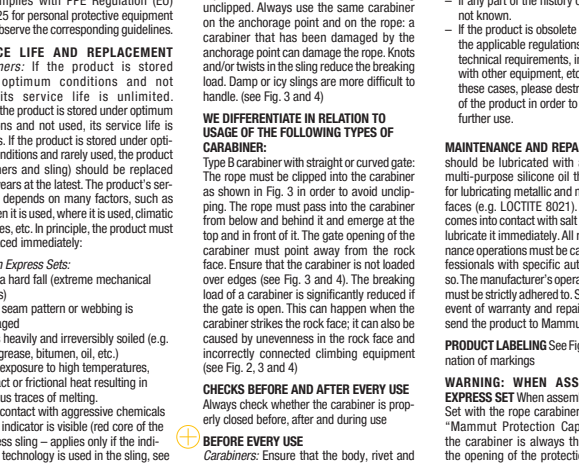 mplies with PPE Regulation (EU)
25 for personal protective equipment
observe the corresponding guidelines.
CE LIFE AND REPLACEMENT
ners: If the product is stored
optimum conditions and not
its service life is unlimited.
the product is stored under optimum
ns and not used, its service life is
s. If the product is stored under opti-
nditions and rarely used, the product
ners and sling) should be replaced
ears at the latest. The product's ser-
depends on many factors, such as
en it is used, where it is used, climatic
es, etc. In principle, the product must
ced immediately:
n Express Sets:
a hard fall (extreme mechanical
s)
seam pattern or webbing is
aged
s heavily and irreversibly soiled (e.g.
grease, bitumen, oil, etc.)
exposure to high temperatures,
act or frictional heat resulting in
us traces of melting.
contact with aggressive chemicals
indicator is visible (red core of the
ess sling – applies only if the indi-
technology is used in the sling, see
unclipped. Always use the same carabiner
on the anchorage point and on the rope: a
carabiner that has been damaged by the
anchorage point can damage the rope. Knots
and/or twists in the sling reduce the breaking
load. Damp or icy slings are more difficult to
handle. (see Fig. 3 and 4)
WE DIFFERENTIATE IN RELATION TO
USAGE OF THE FOLLOWING TYPES OF
CARABINER:
Type B carabiner with straight or curved gate:
The rope must be clipped into the carabiner
as shown in Fig. 3 in order to avoid unclip-
ping. The rope must pass into the carabiner
from below and behind it and emerge at the
top and in front of it. The gate opening of the
carabiner must point away from the rock
face. Ensure that the carabiner is not loaded
over edges (see Fig. 3 and 4). The breaking
load of a carabiner is significantly reduced if
the gate is open. This can happen when the
carabiner strikes the rock face; it can also be
caused by unevenness in the rock face and
incorrectly connected climbing equipment
(see Fig. 2, 3 and 4)
CHECKS BEFORE AND AFTER EVERY USE
Always check whether the carabiner is prop-
erly closed before, after and during use
BEFORE EVERY USE
Carabiners: Ensure that the body, rivet and
– If any part of the history o
not known.
– If the product is obsolete
the applicable regulations
technical requirements, in
with other equipment, etc
these cases, please destr
of the product in order to
further use.
MAINTENANCE AND REPA
should be lubricated with a
multi-purpose silicone oil th
for lubricating metallic and n
faces (e.g. LOCTITE 8021).
comes into contact with salt
lubricate it immediately. All r
nance operations must be ca
fessionals with specific aut
so. The manufacturer's opera
must be strictly adhered to. S
event of warranty and repai
send the product to Mammu
PRODUCT LABELING See Fig
nation of markings
WARNING: WHEN ASS
EXPRESS SET When assem
Set with the rope carabiner
"Mammut Protection Cap
the carabiner is always th
the opening of the protecti